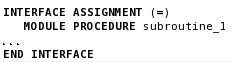 INTERFACE ASSIGNMENT (=)
MODULE PROCEDURE subroutine_1
...
END INTERFACE